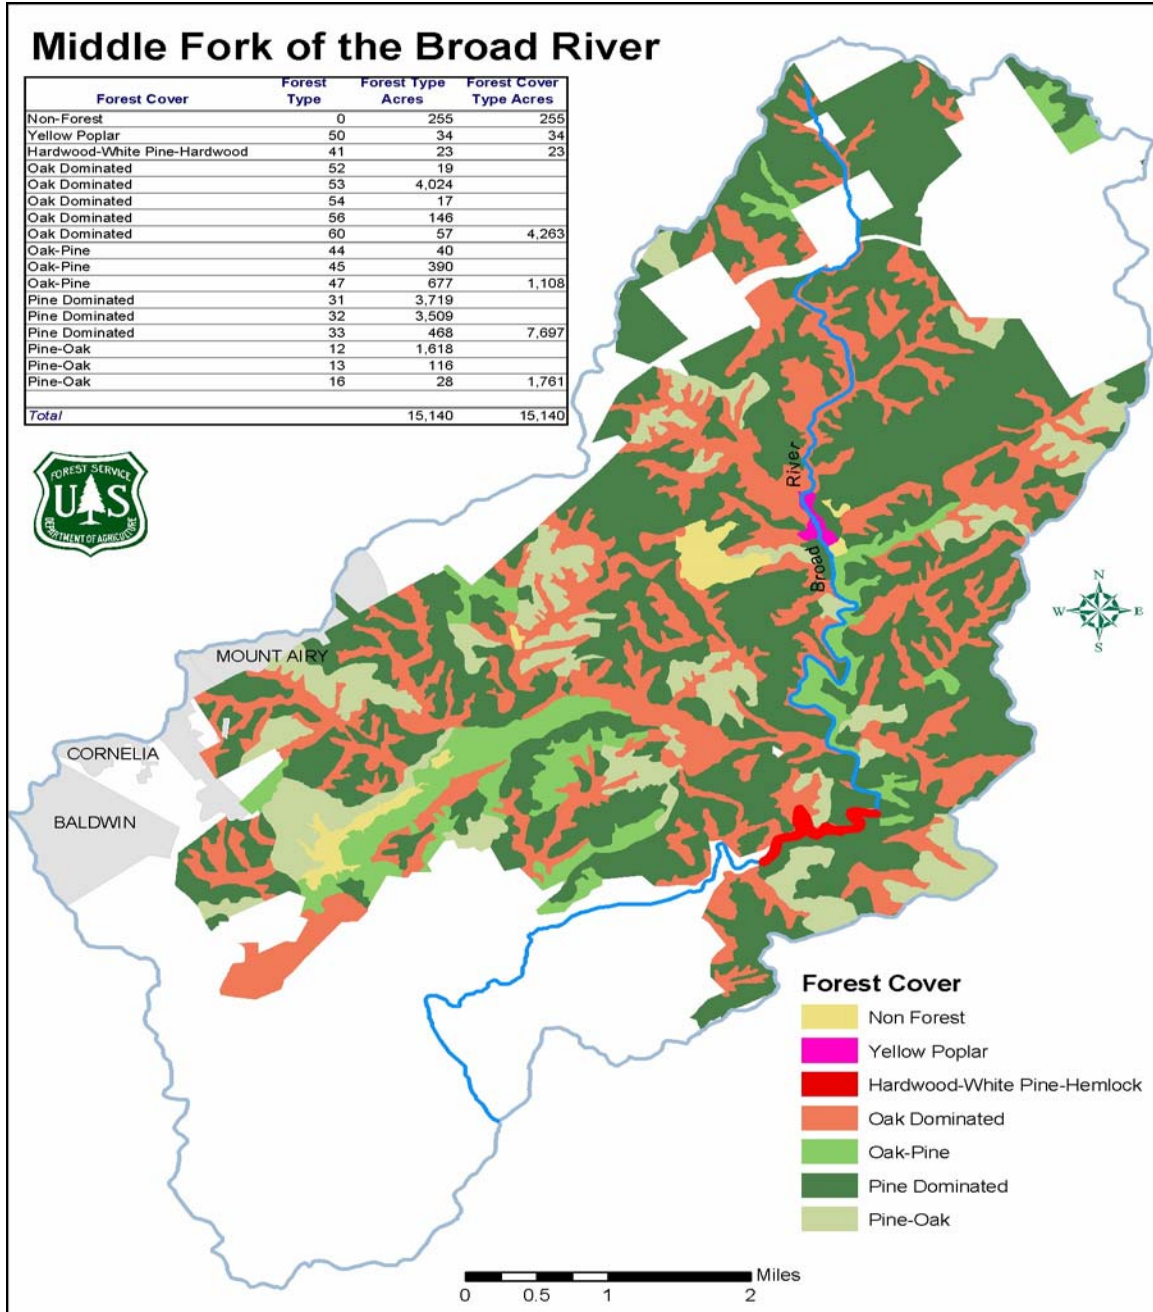 Middle Fork of the Broad River
Forest Cover Forest Type Forest Type Acres Forest Cover Type Acres
Non-Forest 0 255 255
Yellow Poplar 50 34 34
Hardwood-White Pine-Hardwood 41 23 23
Oak Dominated 52 19
Oak Dominated 53 4,024
Oak Dominated 54 17
Oak Dominated 56 146
Oak Dominated 60 57 4,263
Oak-Pine 44 40
Oak-Pine 45 390
Oak-Pine 47 677 1,108
Pine Dominated 31 3,719
Pine Dominated 32 3,509
Pine Dominated 33 468 7,697
Pine-Oak 12 1,618
Pine-Oak 13 116
Pine-Oak 16 28 1,761
Total 15,140 15,140
FOREST SERVICE
U S
DEPARTMENT OF AGRICULTURE
Broad River
N
W E
S
MOUNT AIRY
CORNELIA
BALDWIN
Forest Cover
Non Forest
Yellow Poplar
Hardwood-White Pine-Hemlock
Oak Dominated
Oak-Pine
Pine Dominated
Pine-Oak
Miles
0 0.5 1 2